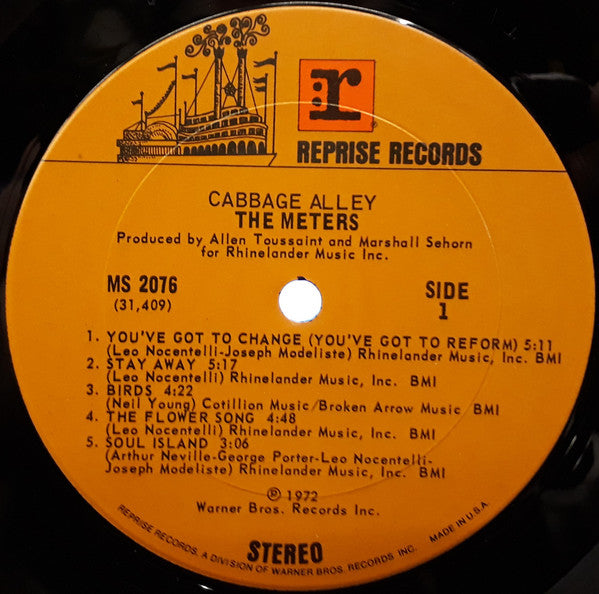 r
REPRISE RECORDS
CABBAGE ALLEY
THE METERS
Produced by Allen Toussaint and Marshall Sehorn
for Rhinelander Music Inc.
MS 2076
(31,409)
SIDE
1
1. YOU'VE GOT TO CHANGE (YOU'VE GOT TO REFORM) 5:11
(Leo Nocentelli-Joseph Modeliste) Rhinelander Music, Inc. BMI
2. STAY AWAY 5:17
(Leo Nocentelli) Rhinelander Music, Inc. BMI
3. BIRDS 4:22
(Neil Young) Cotillion Music/Broken Arrow Music BMI
4. THE FLOWER SONG 4:48
(Leo Nocentelli) Rhinelander Music, Inc. BMI
5. SOUL ISLAND 3:06
(Arthur Neville-George Porter-Leo Nocentelli-
Joseph Modeliste) Rhinelander Music, Inc. BMI
℗ 1972
Warner Bros. Records Inc.
STEREO
REPRISE RECORDS, A DIVISION OF WARNER BROS. RECORDS INC. MADE IN U.S.A.